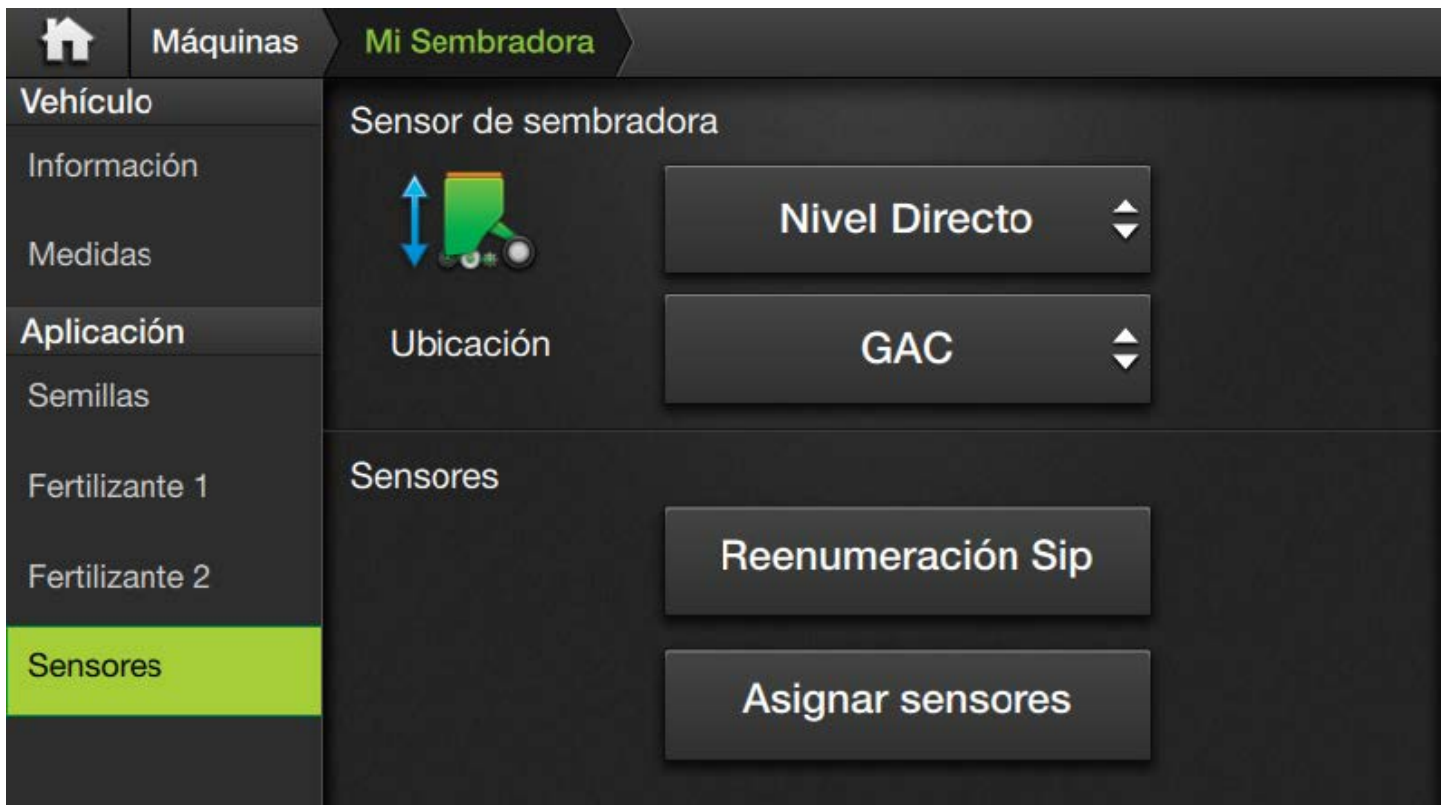 Máquinas
Mi Sembradora
Vehículo
Información
Medidas
Aplicación
Semillas
Fertilizante 1
Fertilizante 2
Sensores
Sensor de sembradora
Nivel Directo
Ubicación
GAC
Sensores
Reenumeración Sip
Asignar sensores